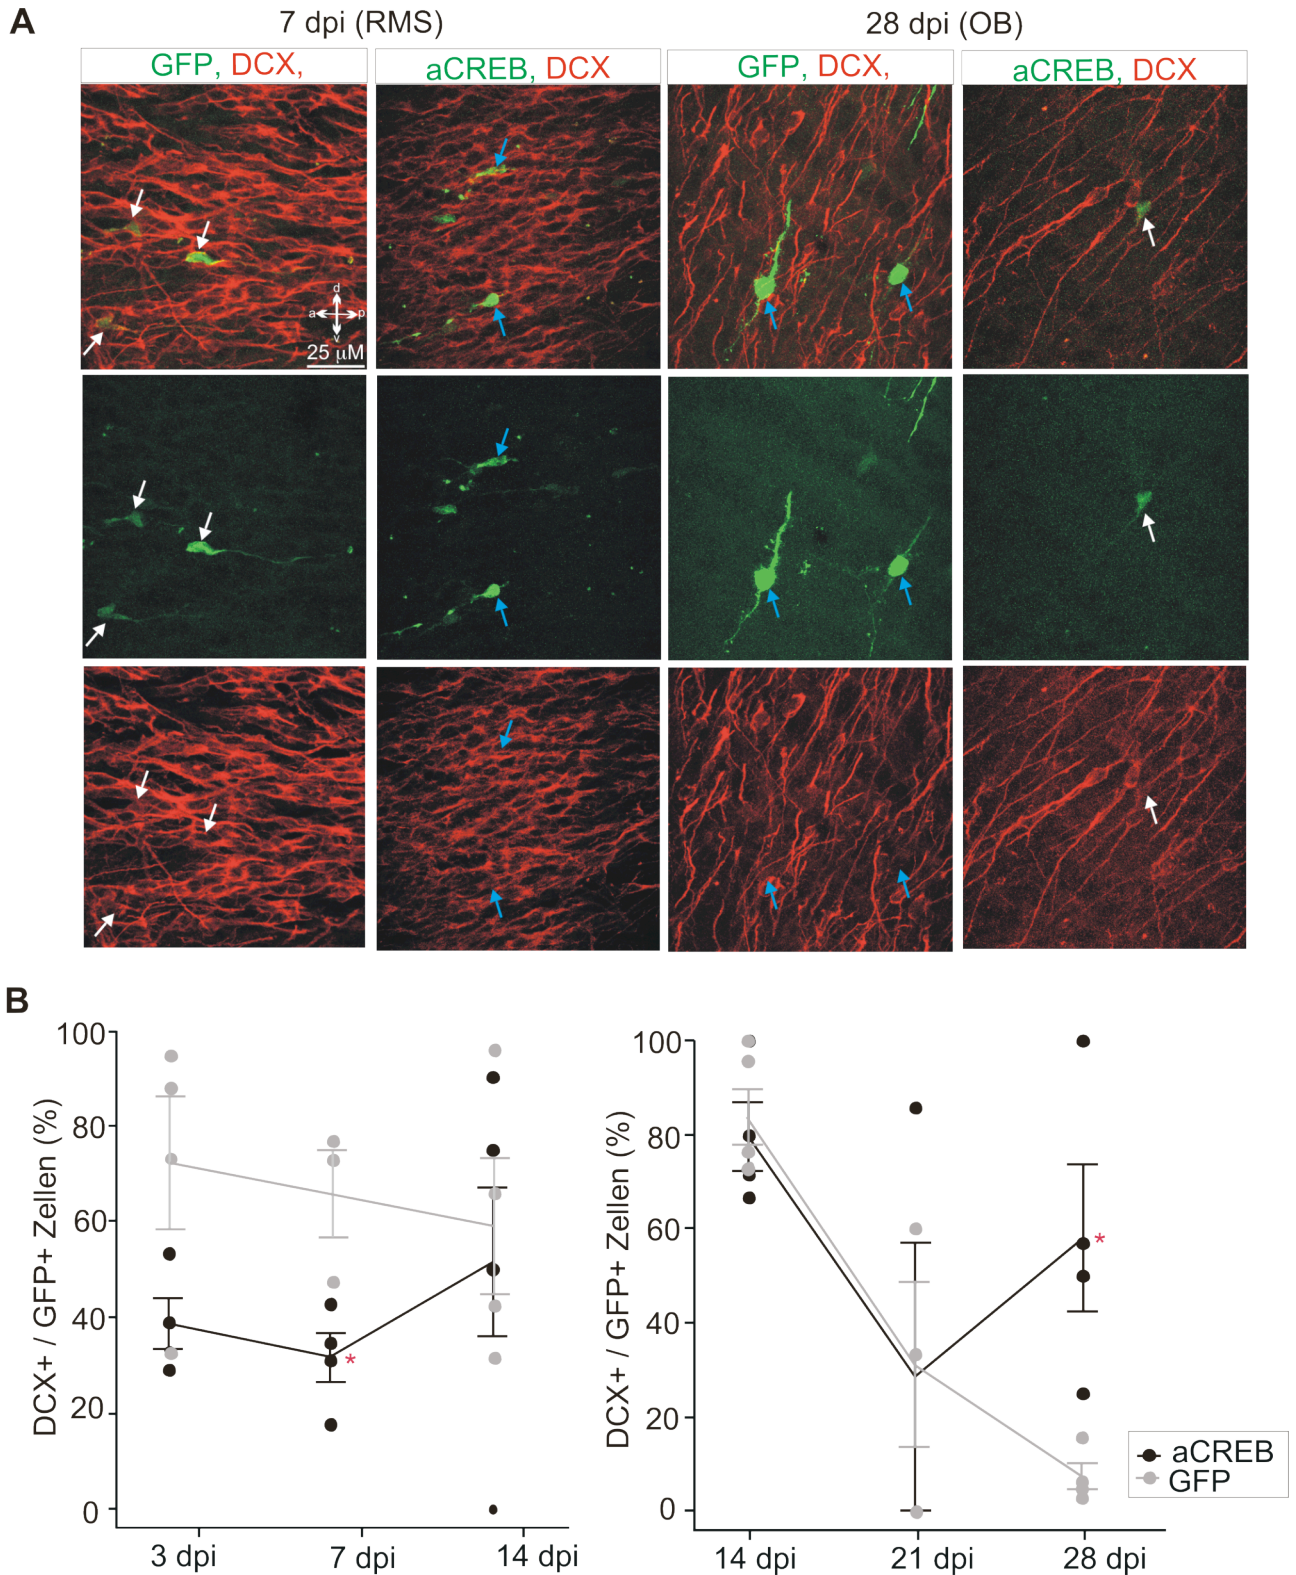 A
7 dpi (RMS)
28 dpi (OB)
GFP, DCX,
aCREB, DCX
GFP, DCX,
aCREB, DCX
d
a p
v
25 µM
B
DCX+ / GFP+ Zellen (%)
100
80
60
40
20
0
3 dpi
7 dpi
14 dpi
*
DCX+ / GFP+ Zellen (%)
100
80
60
40
20
0
14 dpi
21 dpi
28 dpi
*
aCREB
GFP